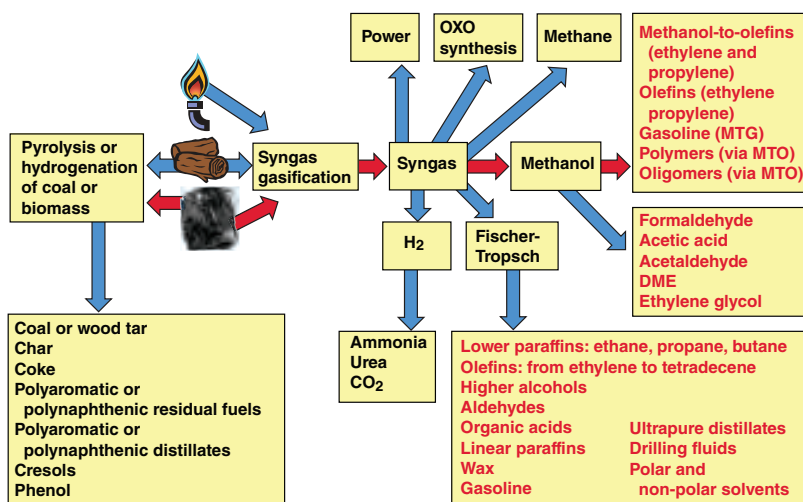 Power
OXO
synthesis
Methane
Methanol-to-olefins
(ethylene and
propylene)
Olefins (ethylene
propylene)
Gasoline (MTG)
Polymers (via MTO)
Oligomers (via MTO)
Pyrolysis or
hydrogenation
of coal or
biomass
Syngas
gasification
Syngas
Methanol
H2
Fischer-
Tropsch
Formaldehyde
Acetic acid
Acetaldehyde
DME
Ethylene glycol
Coal or wood tar
Char
Coke
Polyaromatic or
polynaphthenic residual fuels
Polyaromatic or
polynaphthenic distillates
Cresols
Phenol
Ammonia
Urea
CO2
Lower paraffins: ethane, propane, butane
Olefins: from ethylene to tetradecene
Higher alcohols
Aldehydes
Organic acids
Linear paraffins
Wax
Gasoline
Ultrapure distillates
Drilling fluids
Polar and
non-polar solvents